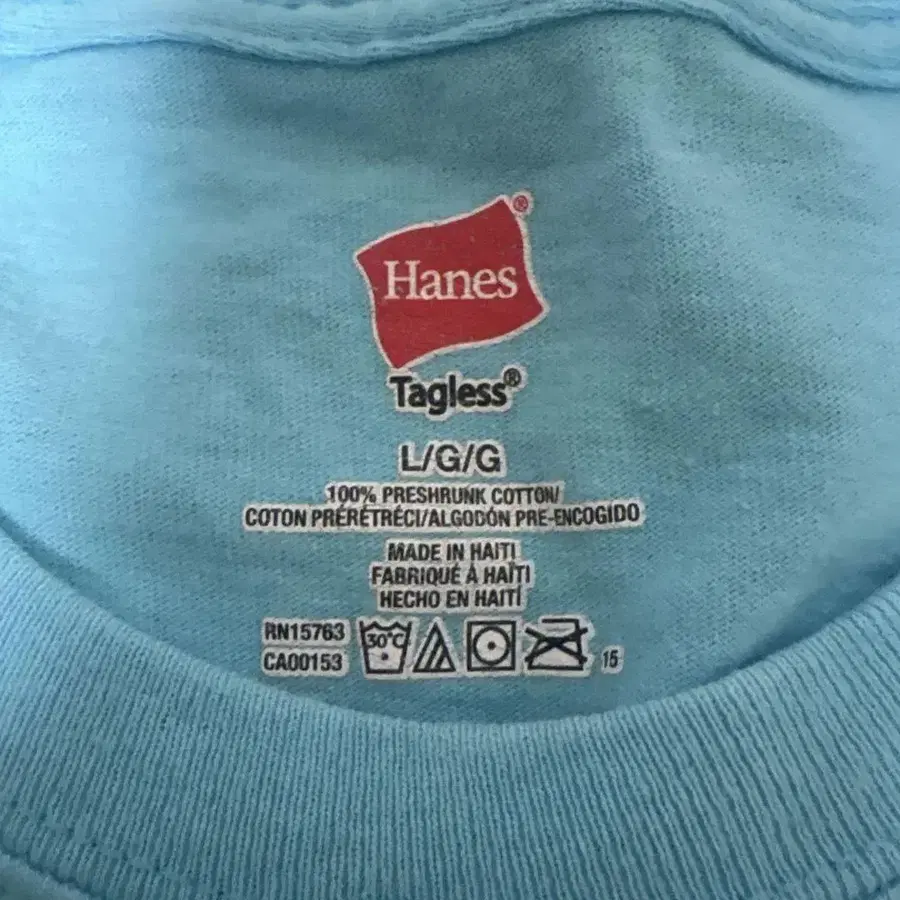 Hanes®
Tagless®
L/G/G
100% PRESHRUNK COTTON/
COTON PRÉRÉTRÉCI/ALGODÓN PRE-ENCOGIDO
MADE IN HAITI
FABRIQUÉ À HAÏTI
HECHO EN HAITÍ
RN15763
CA00153
30°C
15